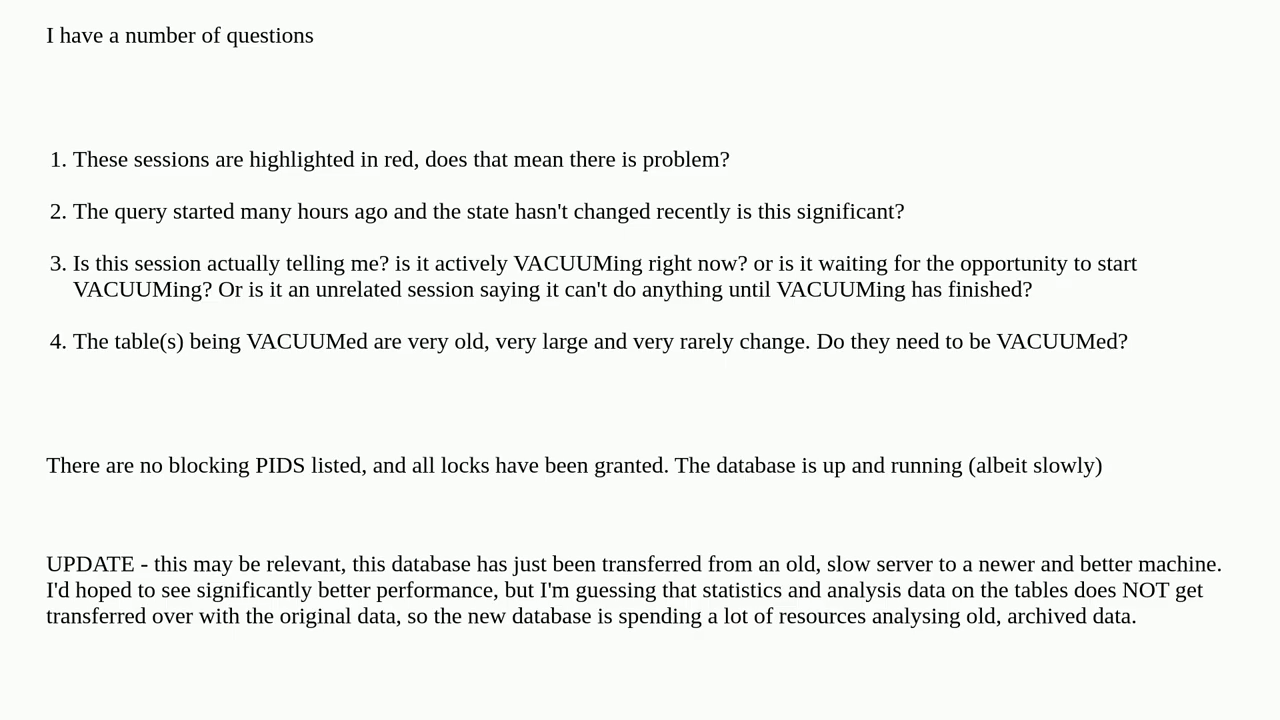 I have a number of questions
1. These sessions are highlighted in red, does that mean there is problem?
2. The query started many hours ago and the state hasn't changed recently is this significant?
3. Is this session actually telling me? is it actively VACUUMing right now? or is it waiting for the opportunity to start
VACUUMing? Or is it an unrelated session saying it can't do anything until VACUUMing has finished?
4. The table(s) being VACUUMed are very old, very large and very rarely change. Do they need to be VACUUMed?
There are no blocking PIDS listed, and all locks have been granted. The database is up and running (albeit slowly)
UPDATE - this may be relevant, this database has just been transferred from an old, slow server to a newer and better machine.
I'd hoped to see significantly better performance, but I'm guessing that statistics and analysis data on the tables does NOT get
transferred over with the original data, so the new database is spending a lot of resources analysing old, archived data.